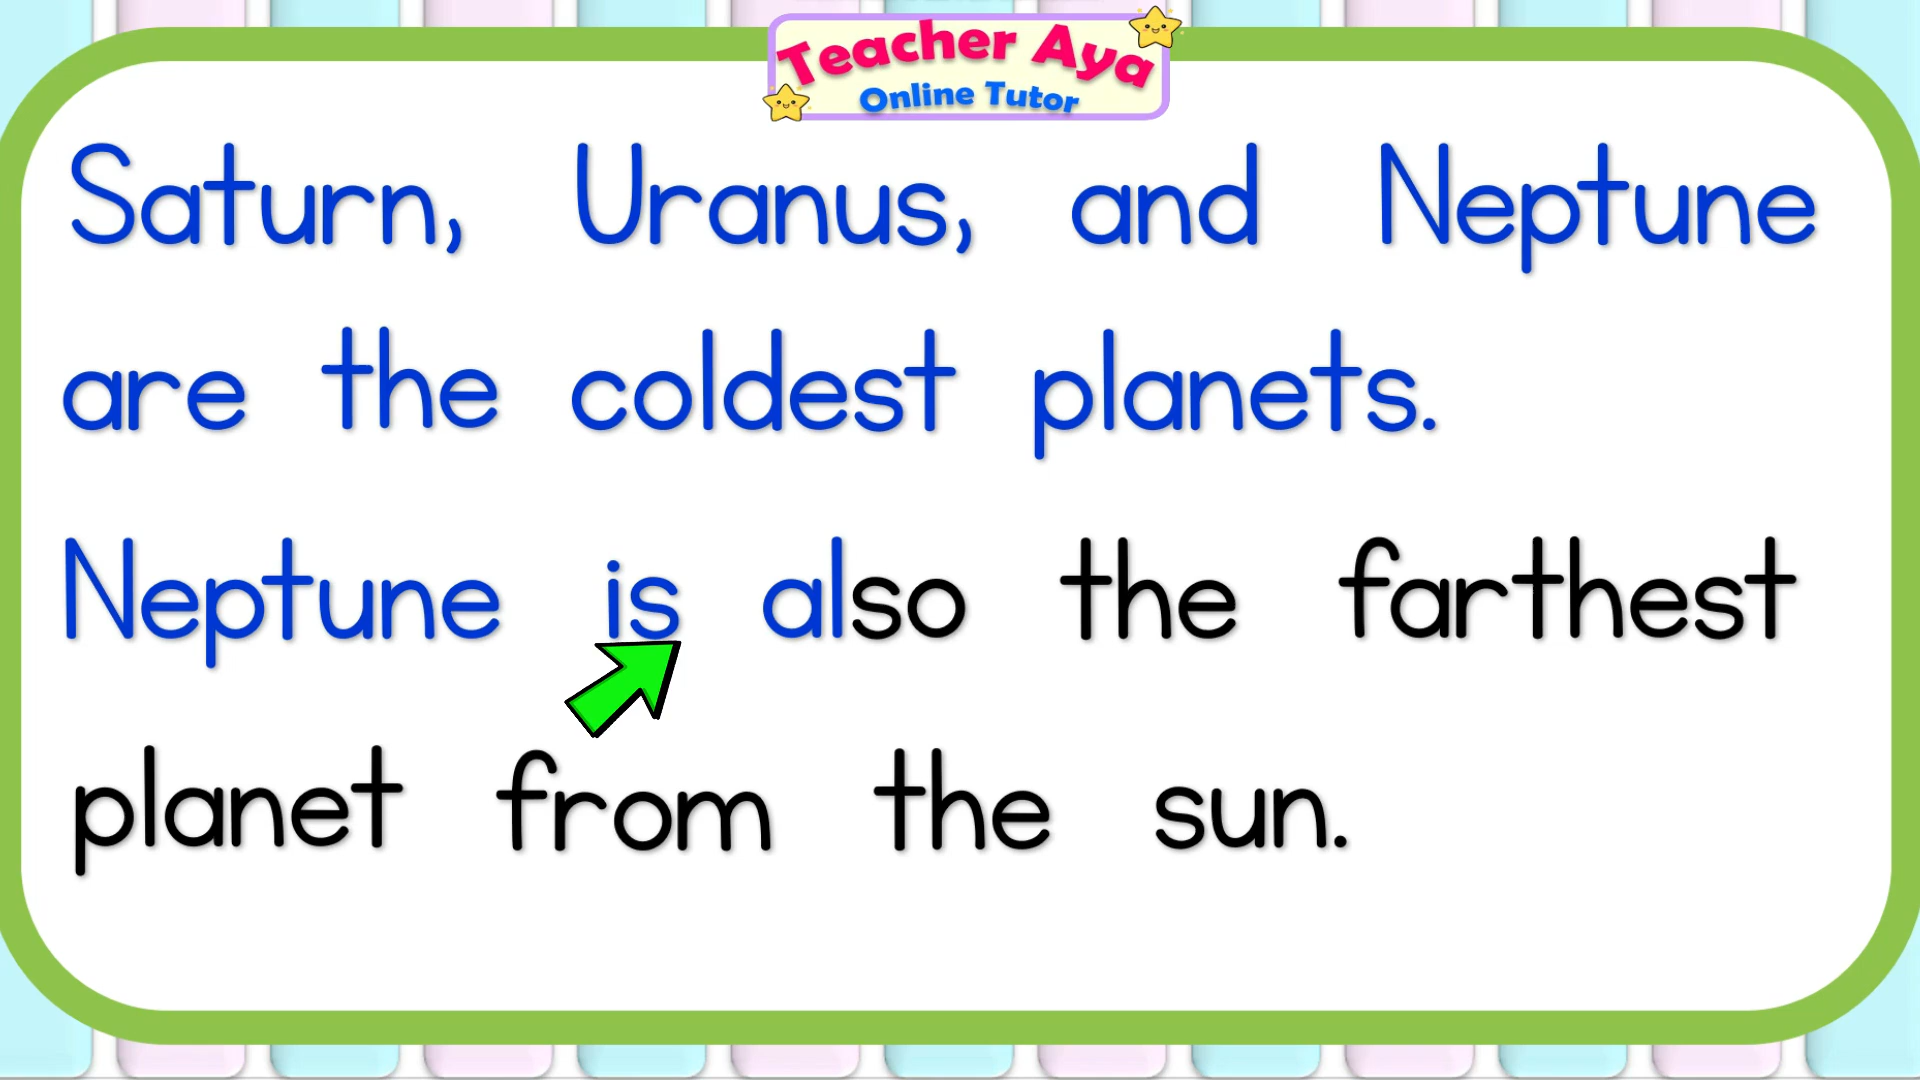 Teacher Aya
Online Tutor
Saturn, Uranus, and Neptune
are the coldest planets.
Neptune is also the farthest
planet from the sun.